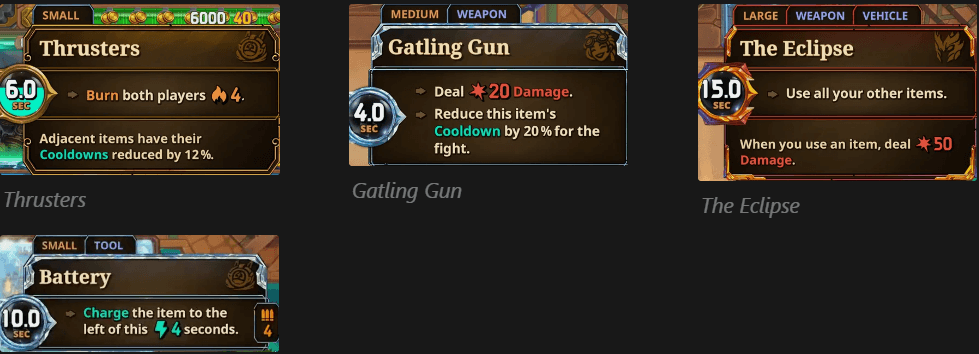 SMALL
6000 40
Thrusters
6.0
SEC
Burn both players 4.
Adjacent items have their
Cooldowns reduced by 12%.
Thrusters
MEDIUM WEAPON
Gatling Gun
4.0
SEC
Deal 20 Damage.
Reduce this item's
Cooldown by 20% for the
fight.
Gatling Gun
LARGE WEAPON VEHICLE
The Eclipse
15.0
SEC
Use all your other items.
When you use an item, deal 50
Damage.
The Eclipse
SMALL TOOL
Battery
10.0
SEC
Charge the item to the
left of this 4 seconds.
4